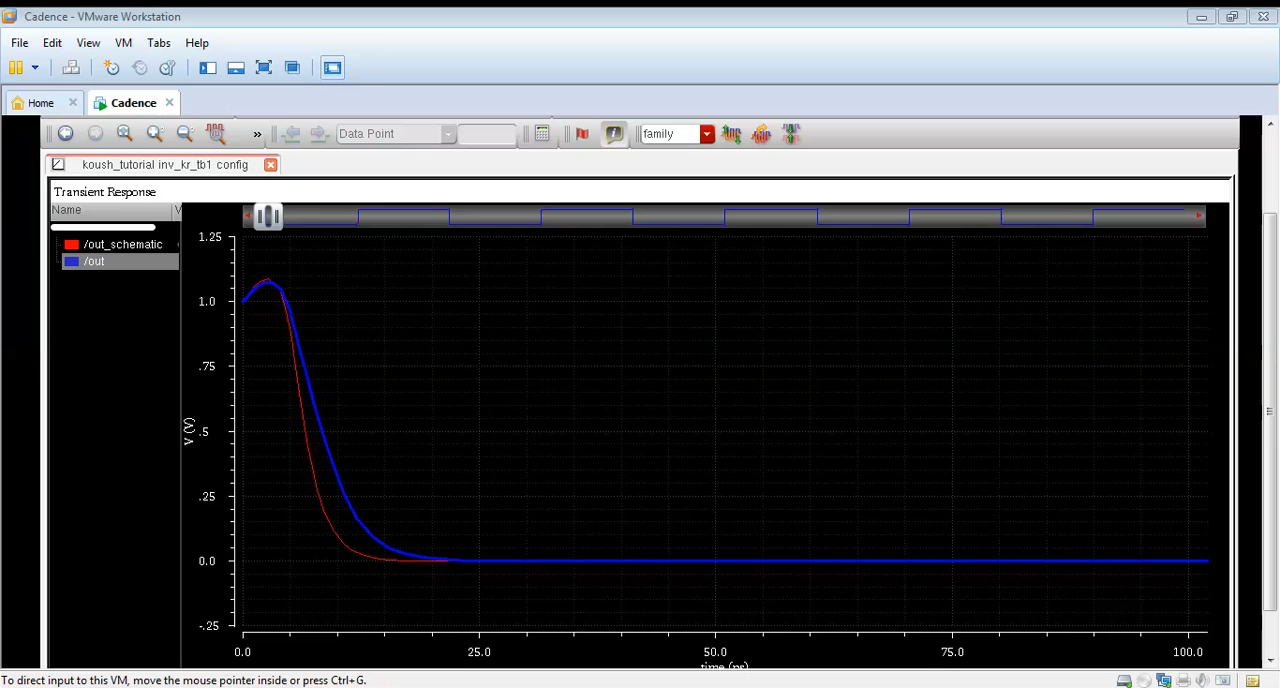 Cadence - VMware Workstation
File Edit View VM Tabs Help
Home Cadence
» Data Point family
koush_tutorial inv_kr_tb1 config
Transient Response
Name V
/out_schematic
/out
1.25
1.0
.75
.5
.25
0.0
-.25
V (V)
0.0 25.0 50.0 75.0 100.0
time (ns)
To direct input to this VM, move the mouse pointer inside or press Ctrl+G.